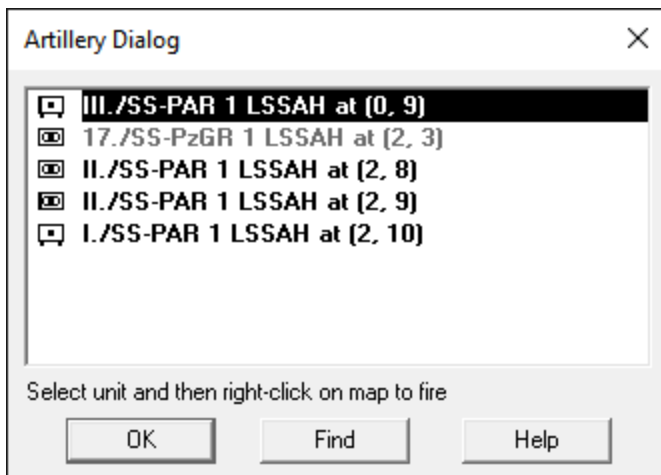 Artillery Dialog
III./SS-PAR 1 LSSAH at (0, 9)
17./SS-PzGR 1 LSSAH at (2, 3)
II./SS-PAR 1 LSSAH at (2, 8)
II./SS-PAR 1 LSSAH at (2, 9)
I./SS-PAR 1 LSSAH at (2, 10)
Select unit and then right-click on map to fire
OK Find Help